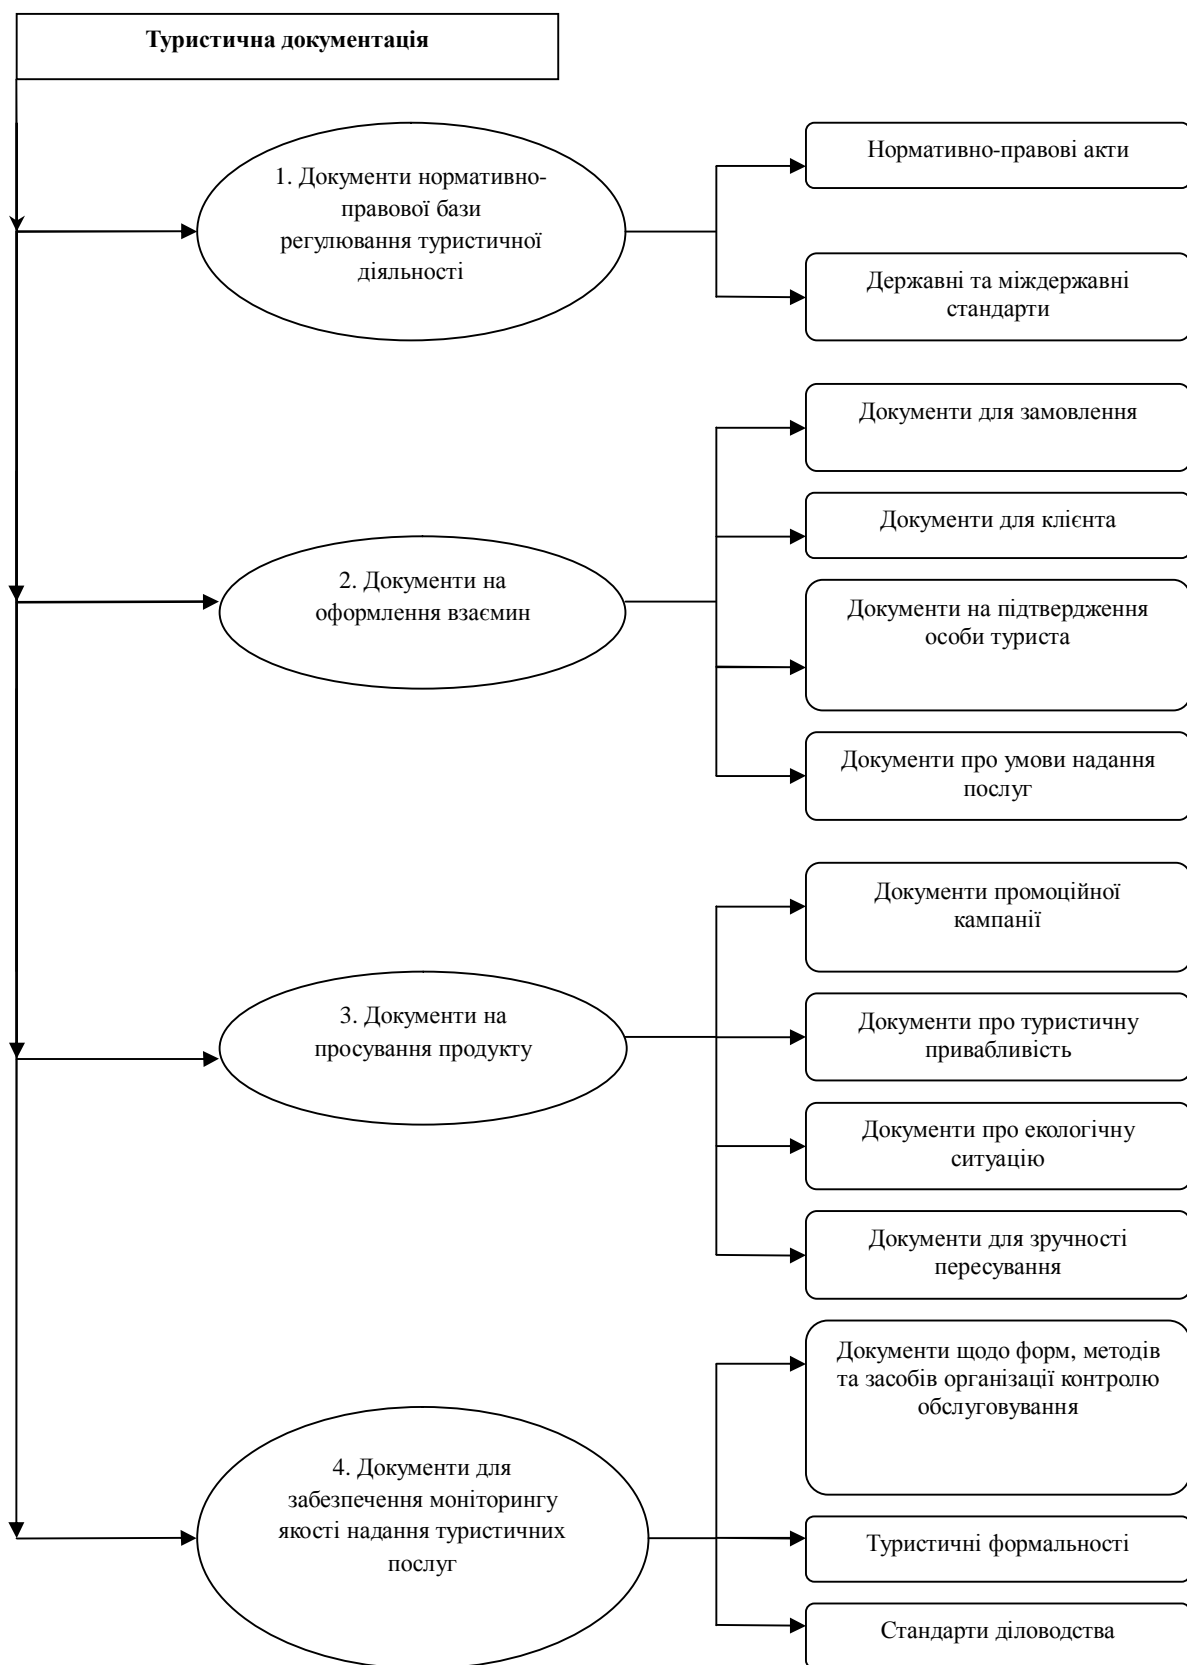 Туристична документація
1. Документи нормативно-
правової бази
регулювання туристичної
діяльності
Нормативно-правові акти
Державні та міждержавні
стандарти
2. Документи на
оформлення взаємин
Документи для замовлення
Документи для клієнта
Документи на підтвердження
особи туриста
Документи про умови надання
послуг
3. Документи на
просування продукту
Документи промоційної
кампанії
Документи про туристичну
привабливість
Документи про екологічну
ситуацію
Документи для зручності
пересування
4. Документи для
забезпечення моніторингу
якості надання туристичних
послуг
Документи щодо форм, методів
та засобів організації контролю
обслуговування
Туристичні формальності
Стандарти діловодства